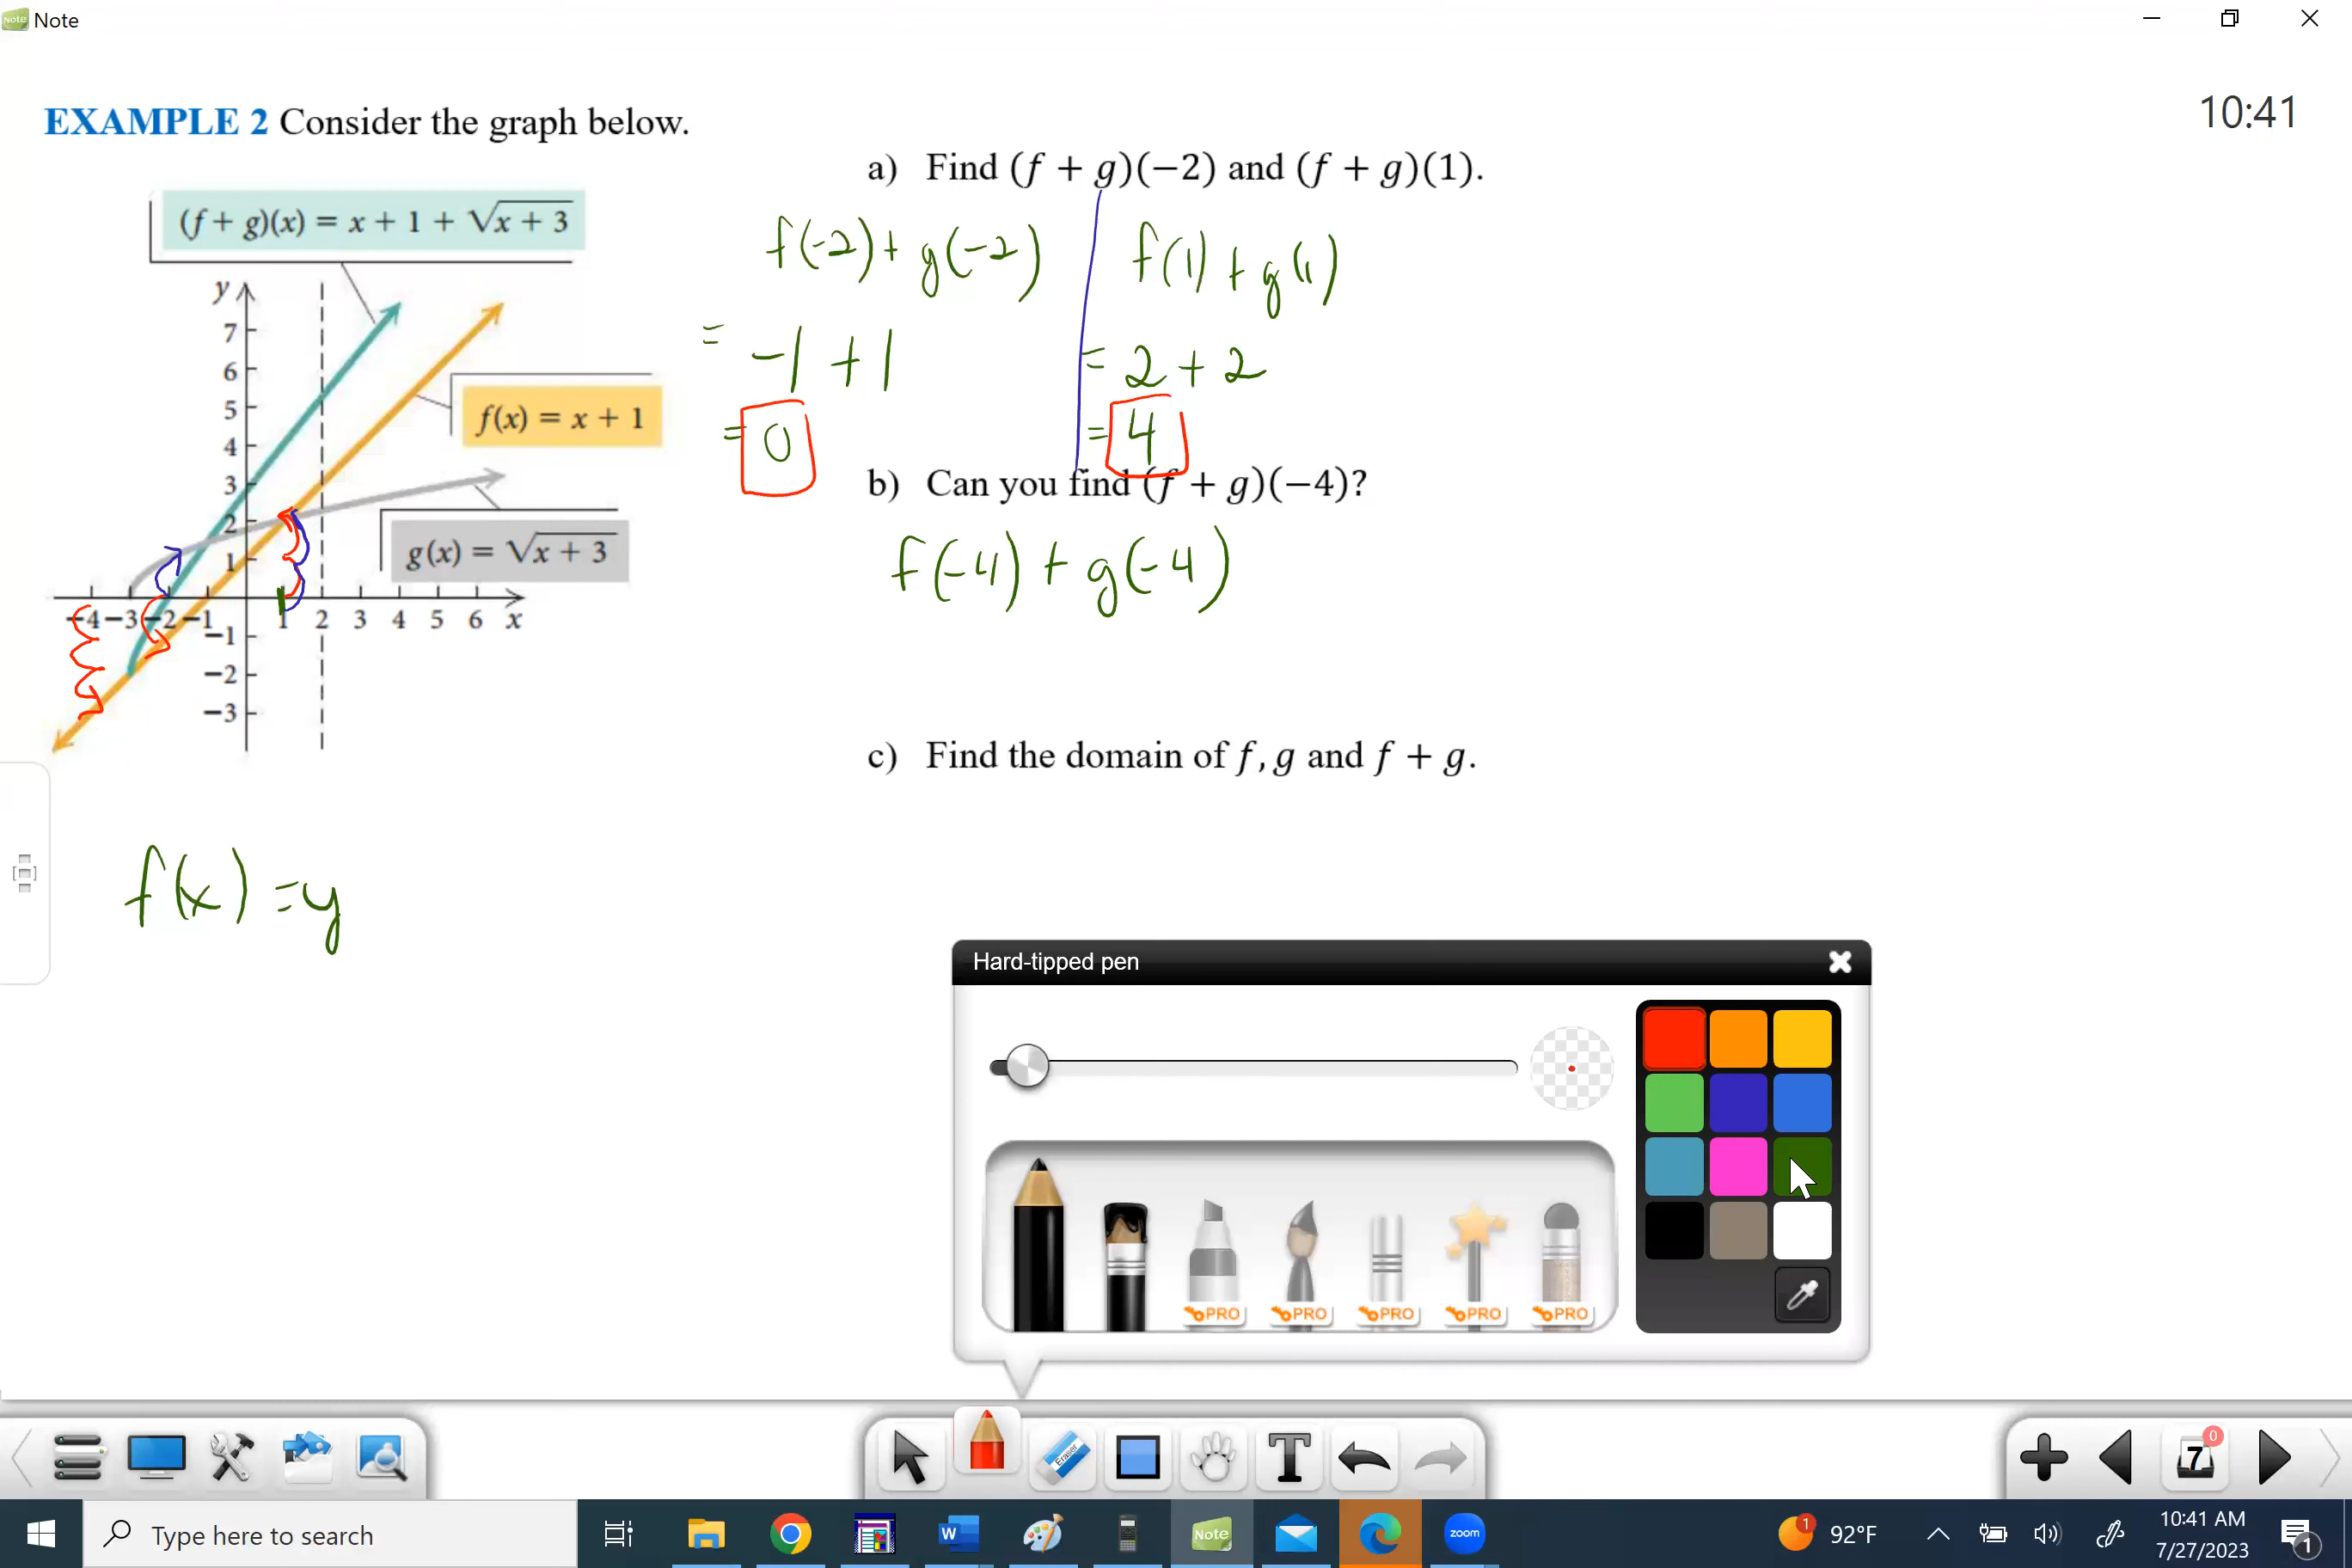 Note
10:41
EXAMPLE 2 Consider the graph below.
(f + g)(x) = x + 1 + √x + 3
y
7
6
5
4
3
2
1
f(x) = x + 1
g(x) = √x + 3
-4 -3 -2 -1 1 2 3 4 5 6 x
-1
-2
-3
f(x) = y
a) Find (f + g)(−2) and (f + g)(1).
f(-2) + g(-2)
= -1 + 1
= 0
f(1) + g(1)
= 2 + 2
= 4
b) Can you find (f + g)(−4)?
f(-4) + g(-4)
c) Find the domain of f, g and f + g.
Hard-tipped pen
PRO PRO PRO PRO PRO
Eraser
T
7
0
Type here to search
W
Note
zoom
1
92°F
10:41 AM
7/27/2023
1